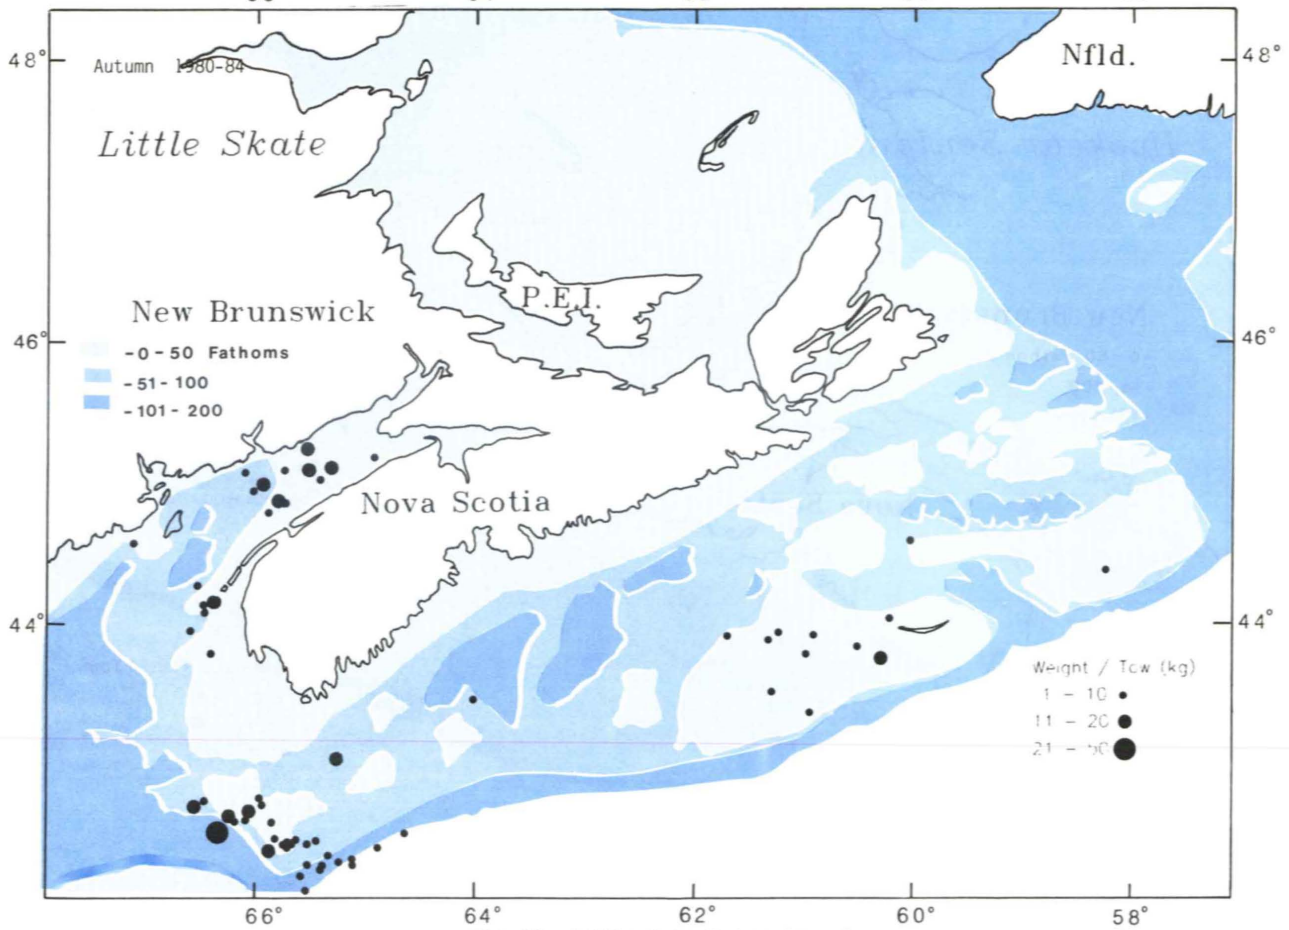 48°
48°
Autumn 1980-84
Nfld.
Little Skate
New Brunswick
P.E.I.
46°
46°
-0-50 Fathoms
-51-100
-101-200
Nova Scotia
44°
44°
Weight / Tow (kg)
1 - 10
11 - 20
21 - 50
66°
64°
62°
60°
58°